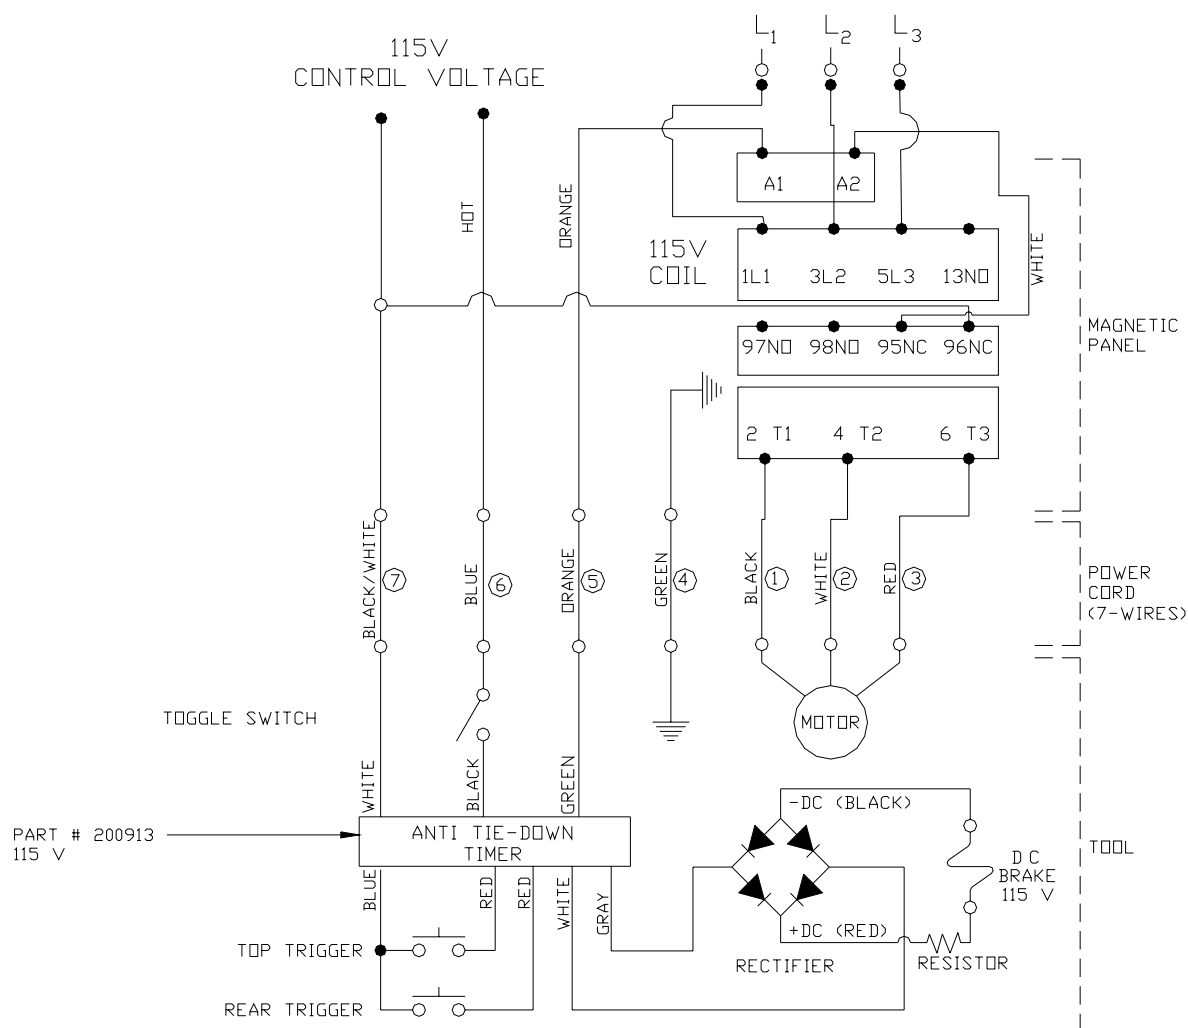 L1
L2
L3
115V
CONTROL VOLTAGE
HOT
ORANGE
A1
A2
115V
COIL
1L1
3L2
5L3
13NO
WHITE
97NO
98NO
95NC
96NC
MAGNETIC
PANEL
2 T1
4 T2
6 T3
BLACK/WHITE
7
BLUE
6
ORANGE
5
GREEN
4
BLACK
1
WHITE
2
RED
3
POWER
CORD
(7-WIRES)
TOGGLE SWITCH
MOTOR
WHITE
BLACK
GREEN
-DC (BLACK)
PART # 200913
115 V
ANTI TIE-DOWN
TIMER
TOOL
DC
BRAKE
115 V
BLUE
RED
RED
WHITE
GRAY
+DC (RED)
TOP TRIGGER
RECTIFIER
RESISTOR
REAR TRIGGER